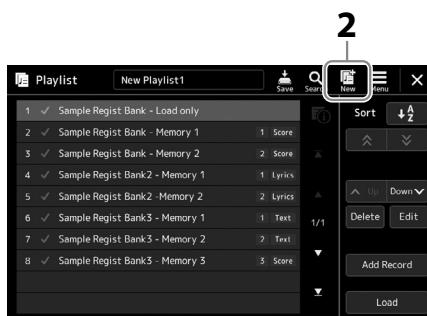 2
Playlist New Playlist1 Save Search New Menu
1 Sample Regist Bank - Load only
2 Sample Regist Bank - Memory 1 1 Score
3 Sample Regist Bank - Memory 2 2 Score
4 Sample Regist Bank2 - Memory 1 1 Lyrics
5 Sample Regist Bank2 -Memory 2 2 Lyrics
6 Sample Regist Bank3 - Memory 1 1 Text
7 Sample Regist Bank3 - Memory 2 2 Text
8 Sample Regist Bank3 - Memory 3 3 Score
1/1
Sort AZ
Up Down
Delete Edit
Add Record
Load